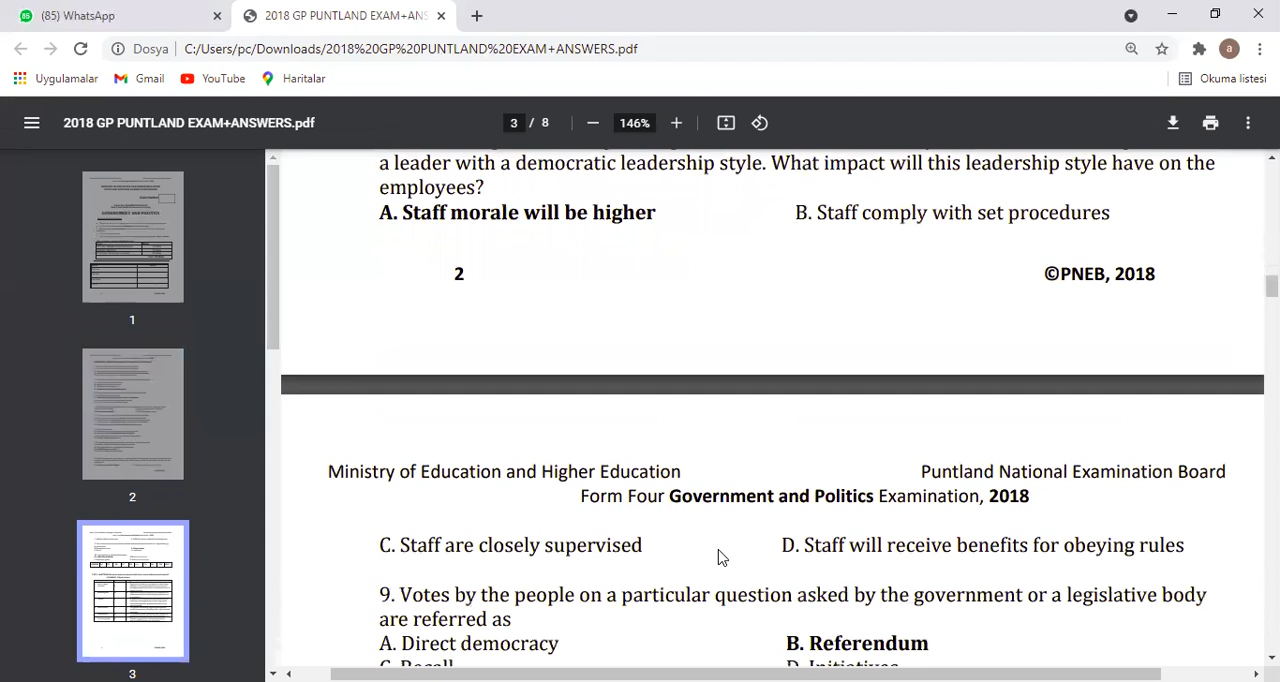 (85) WhatsApp
2018 GP PUNTLAND EXAM+ANS
Dosya
C:/Users/pc/Downloads/2018%20GP%20PUNTLAND%20EXAM+ANSWERS.pdf
a
Uygulamalar
Gmail
YouTube
Haritalar
Okuma listesi
2018 GP PUNTLAND EXAM+ANSWERS.pdf
3 / 8
146%
a leader with a democratic leadership style. What impact will this leadership style have on the
employees?
A. Staff morale will be higher
B. Staff comply with set procedures
2
©PNEB, 2018
Ministry of Education and Higher Education
Puntland National Examination Board
Form Four Government and Politics Examination, 2018
C. Staff are closely supervised
D. Staff will receive benefits for obeying rules
9. Votes by the people on a particular question asked by the government or a legislative body
are referred as
A. Direct democracy
B. Referendum
C. Recall
D. Initiatives
1
2
3